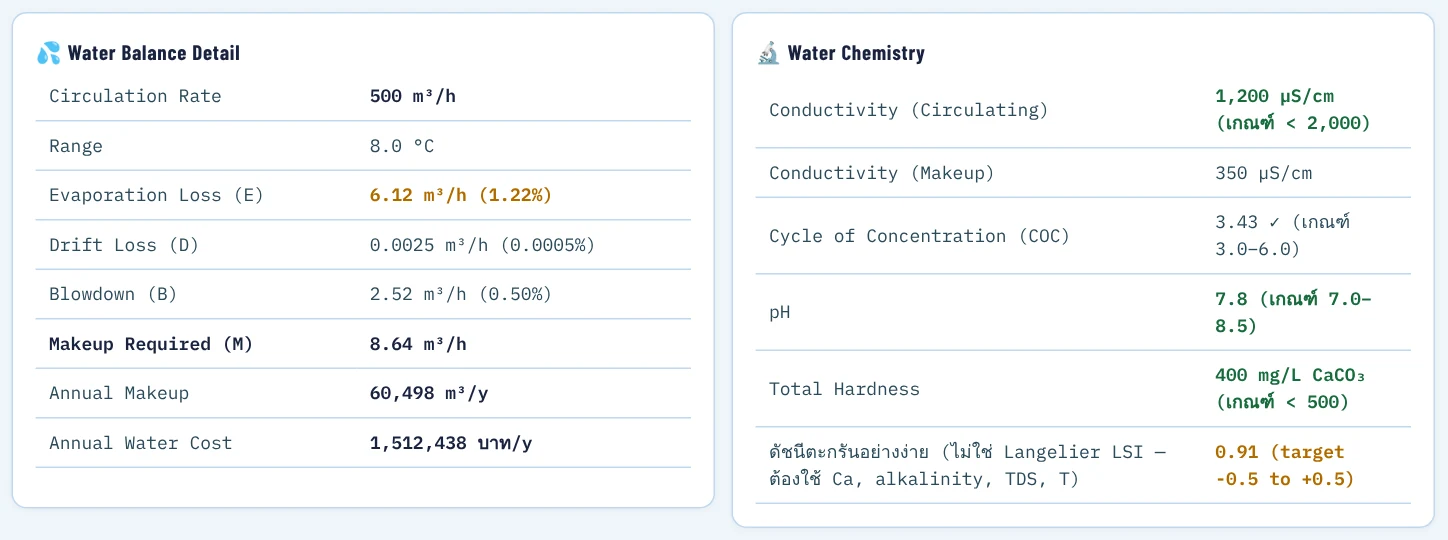 💦 Water Balance Detail
Circulation Rate 500 m³/h
Range 8.0 °C
Evaporation Loss (E) 6.12 m³/h (1.22%)
Drift Loss (D) 0.0025 m³/h (0.0005%)
Blowdown (B) 2.52 m³/h (0.50%)
Makeup Required (M) 8.64 m³/h
Annual Makeup 60,498 m³/y
Annual Water Cost 1,512,438 บาท/y
🔬 Water Chemistry
Conductivity (Circulating) 1,200 µS/cm
(เกณฑ์ < 2,000)
Conductivity (Makeup) 350 µS/cm
Cycle of Concentration (COC) 3.43 ✓ (เกณฑ์
3.0–6.0)
pH 7.8 (เกณฑ์ 7.0–
8.5)
Total Hardness 400 mg/L CaCO₃
(เกณฑ์ < 500)
ดัชนีตะกรันอย่างง่าย (ไม่ใช่ Langelier LSI — 0.91 (target
ต้องใช้ Ca, alkalinity, TDS, T) -0.5 to +0.5)